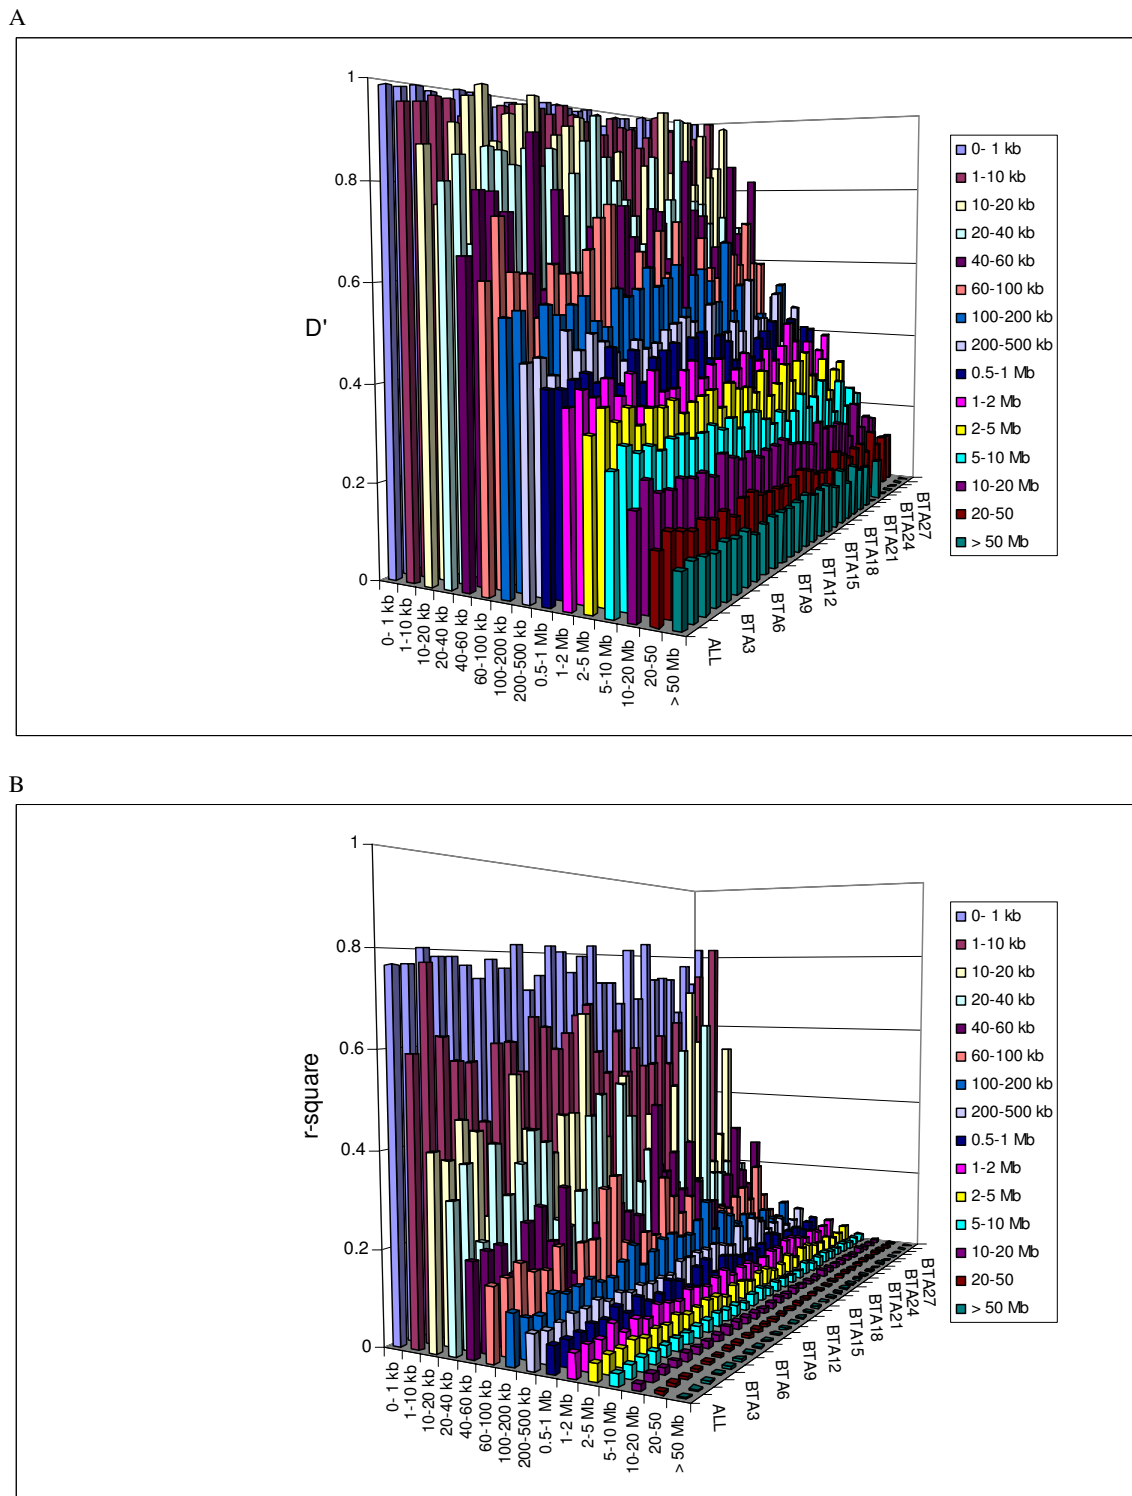 A
D'
1
0.8
0.6
0.4
0.2
0
0- 1 kb
1-10 kb
10-20 kb
20-40 kb
40-60 kb
60-100 kb
100-200 kb
200-500 kb
0.5-1 Mb
1-2 Mb
2-5 Mb
5-10 Mb
10-20 Mb
20-50
> 50 Mb
ALL
BTA3
BTA6
BTA9
BTA12
BTA15
BTA18
BTA21
BTA24
BTA27
0- 1 kb
1-10 kb
10-20 kb
20-40 kb
40-60 kb
60-100 kb
100-200 kb
200-500 kb
0.5-1 Mb
1-2 Mb
2-5 Mb
5-10 Mb
10-20 Mb
20-50
> 50 Mb
B
r-square
1
0.8
0.6
0.4
0.2
0
0- 1 kb
1-10 kb
10-20 kb
20-40 kb
40-60 kb
60-100 kb
100-200 kb
200-500 kb
0.5-1 Mb
1-2 Mb
2-5 Mb
5-10 Mb
10-20 Mb
20-50
> 50 Mb
ALL
BTA3
BTA6
BTA9
BTA12
BTA15
BTA18
BTA21
BTA24
BTA27
0- 1 kb
1-10 kb
10-20 kb
20-40 kb
40-60 kb
60-100 kb
100-200 kb
200-500 kb
0.5-1 Mb
1-2 Mb
2-5 Mb
5-10 Mb
10-20 Mb
20-50
> 50 Mb